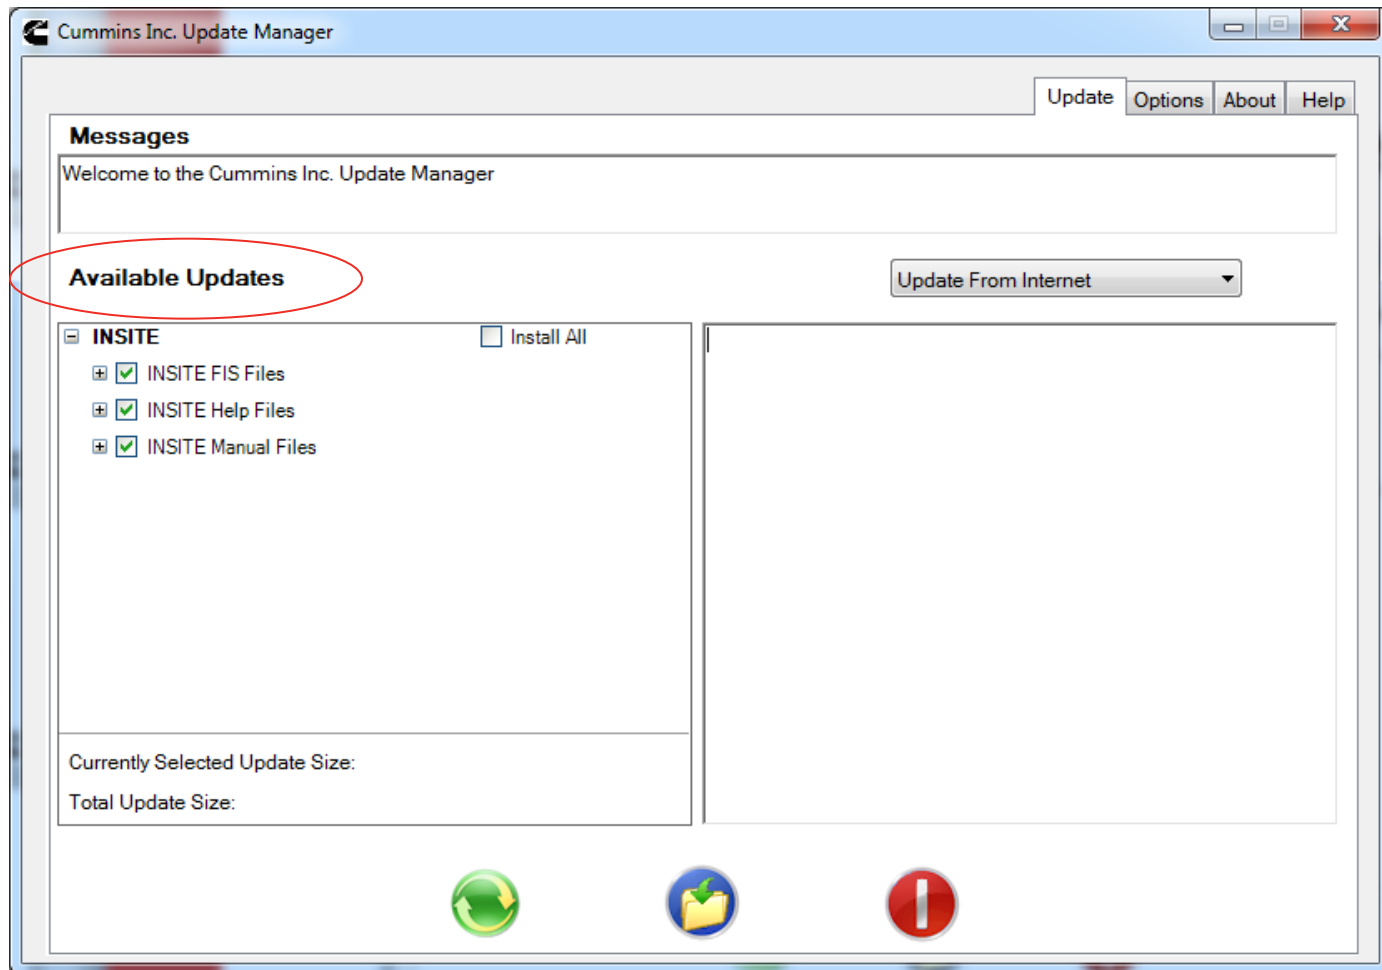 Cummins Inc. Update Manager
Update Options About Help
Messages
Welcome to the Cummins Inc. Update Manager
Available Updates
Update From Internet
INSITE
Install All
INSITE FIS Files
INSITE Help Files
INSITE Manual Files
Currently Selected Update Size:
Total Update Size: